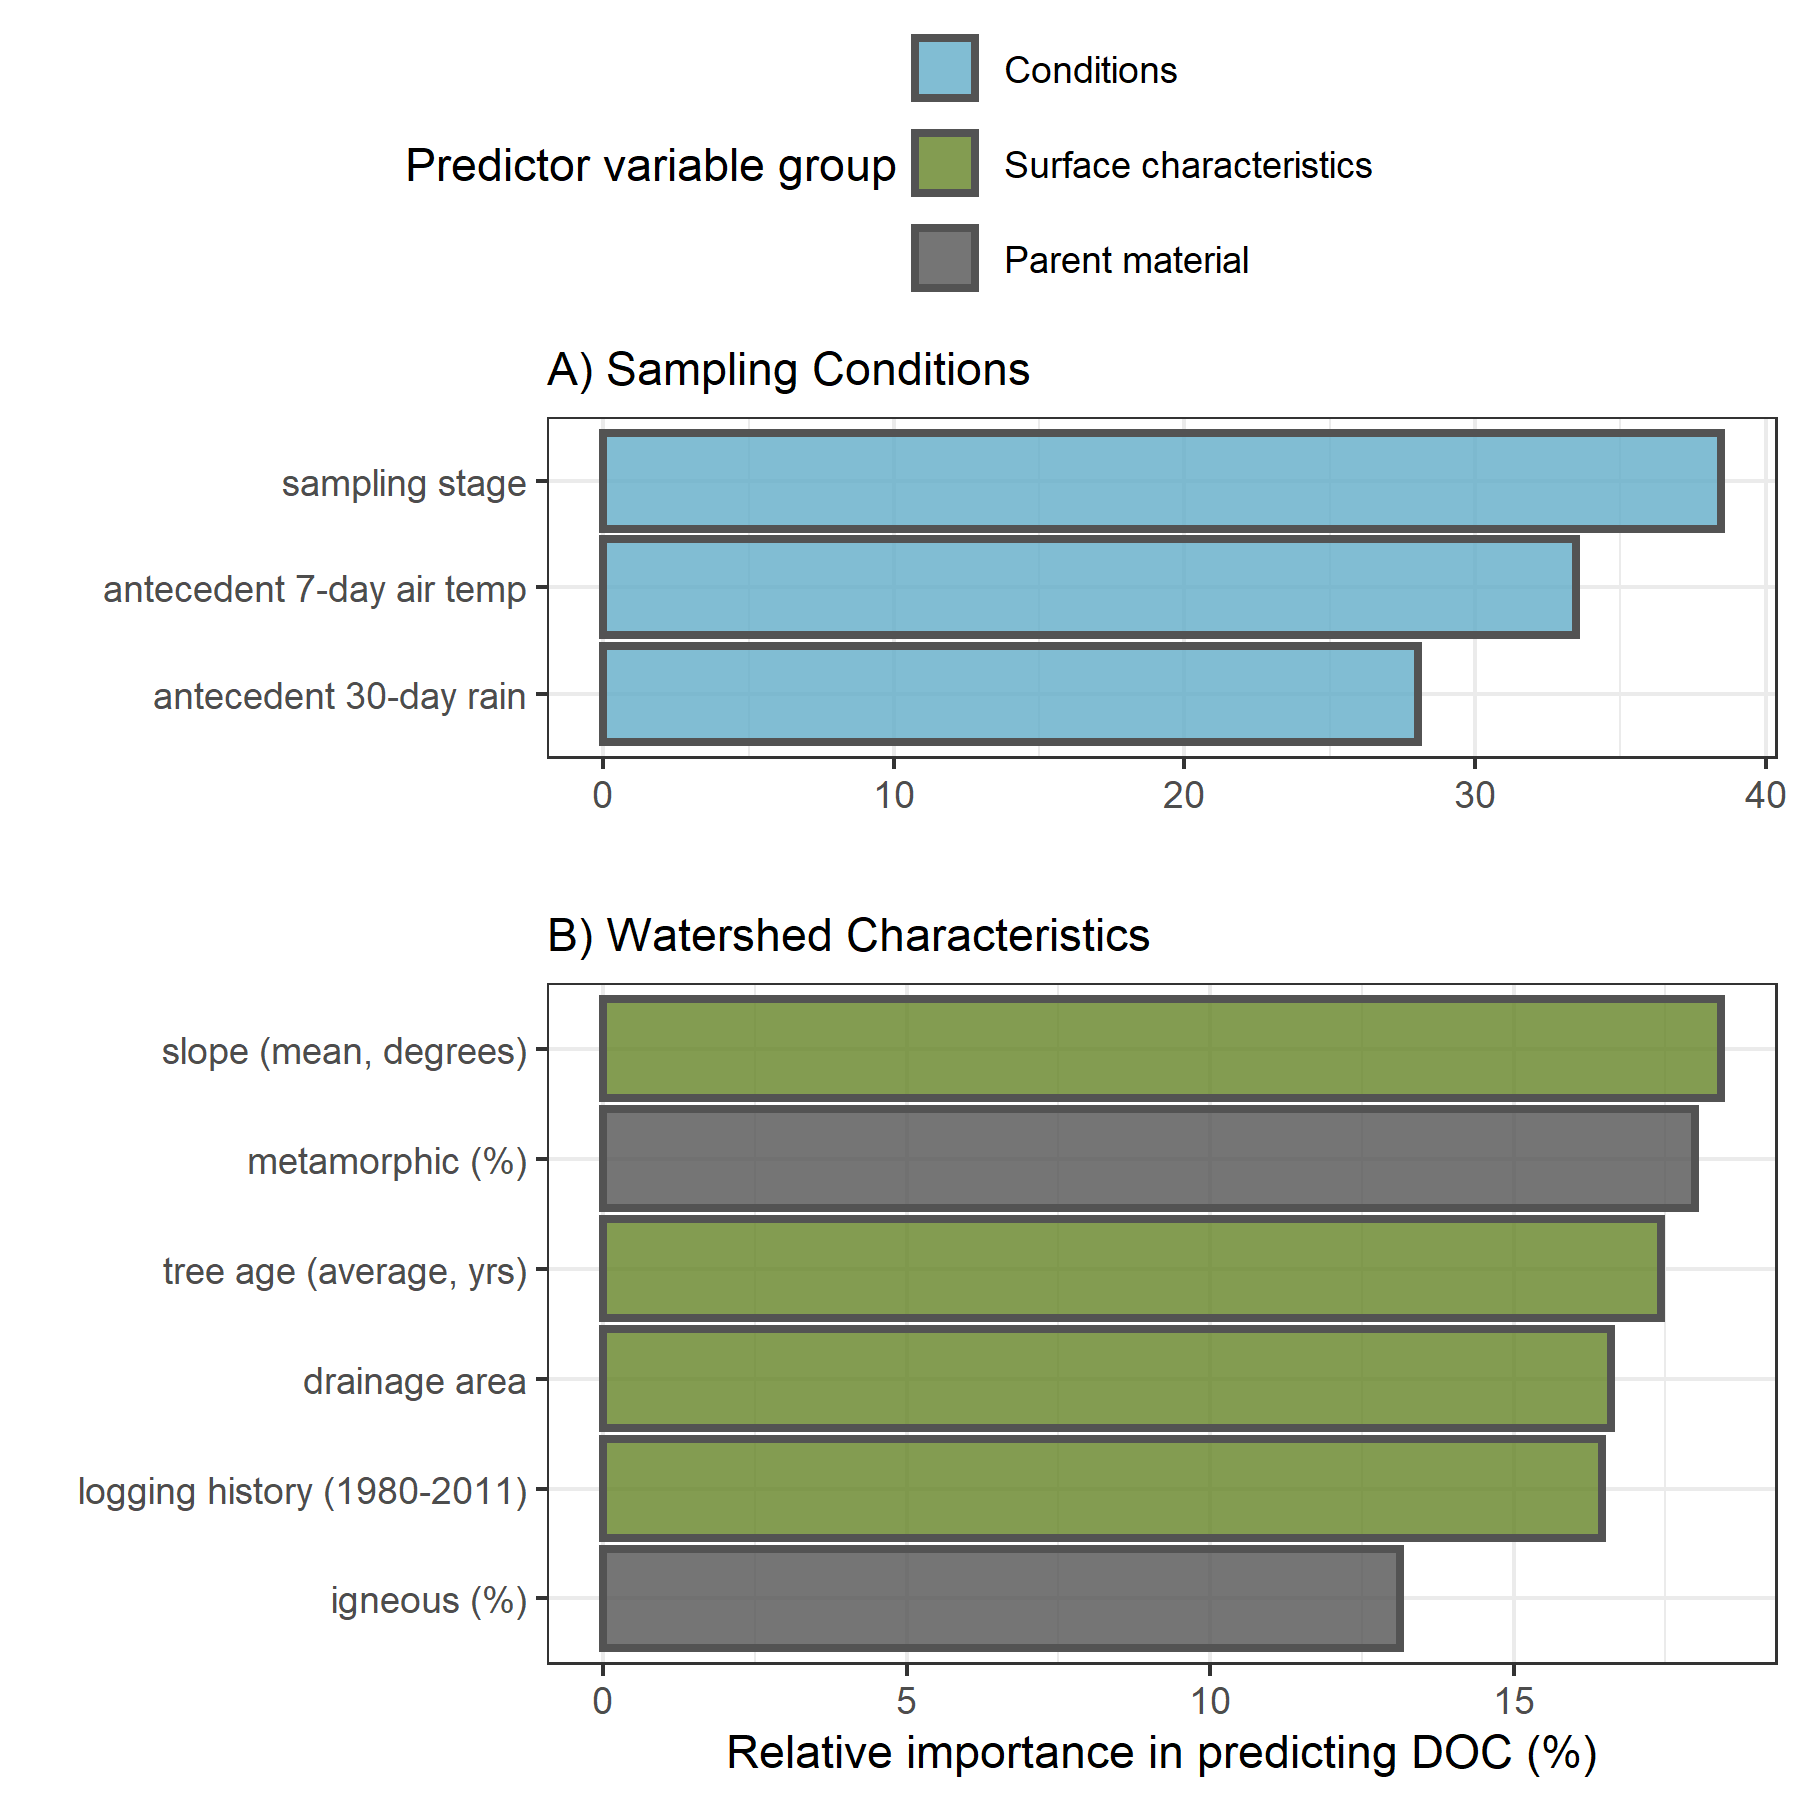 Conditions
Predictor variable group
Surface characteristics
Parent material
A) Sampling Conditions
sampling stage
antecedent 7-day air temp
antecedent 30-day rain
0 10 20 30 40
B) Watershed Characteristics
slope (mean, degrees)
metamorphic (%)
tree age (average, yrs)
drainage area
logging history (1980-2011)
igneous (%)
0 5 10 15
Relative importance in predicting DOC (%)